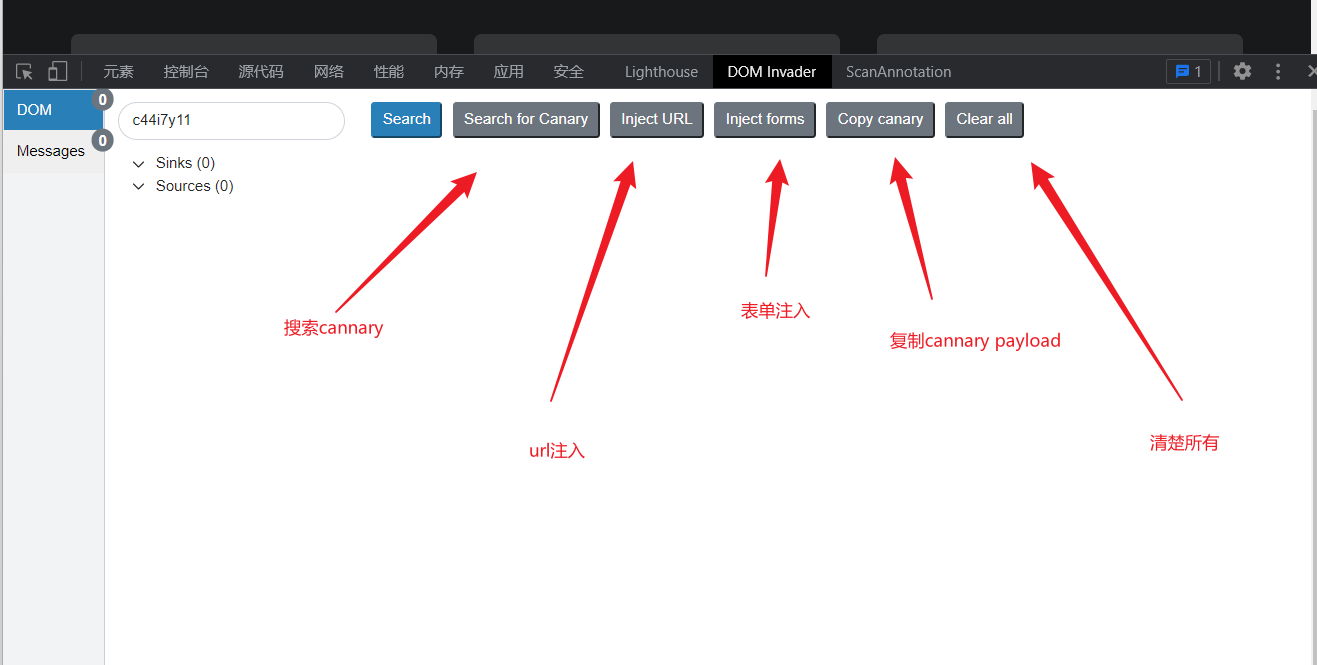 元素 控制台 源代码 网络 性能 内存 应用 安全 Lighthouse DOM Invader ScanAnnotation 1
DOM 0
Messages 0
c44i7y11 Search Search for Canary Inject URL Inject forms Copy canary Clear all
Sinks (0)
Sources (0)
表单注入
搜索cannary
复制cannary payload
清楚所有
url注入